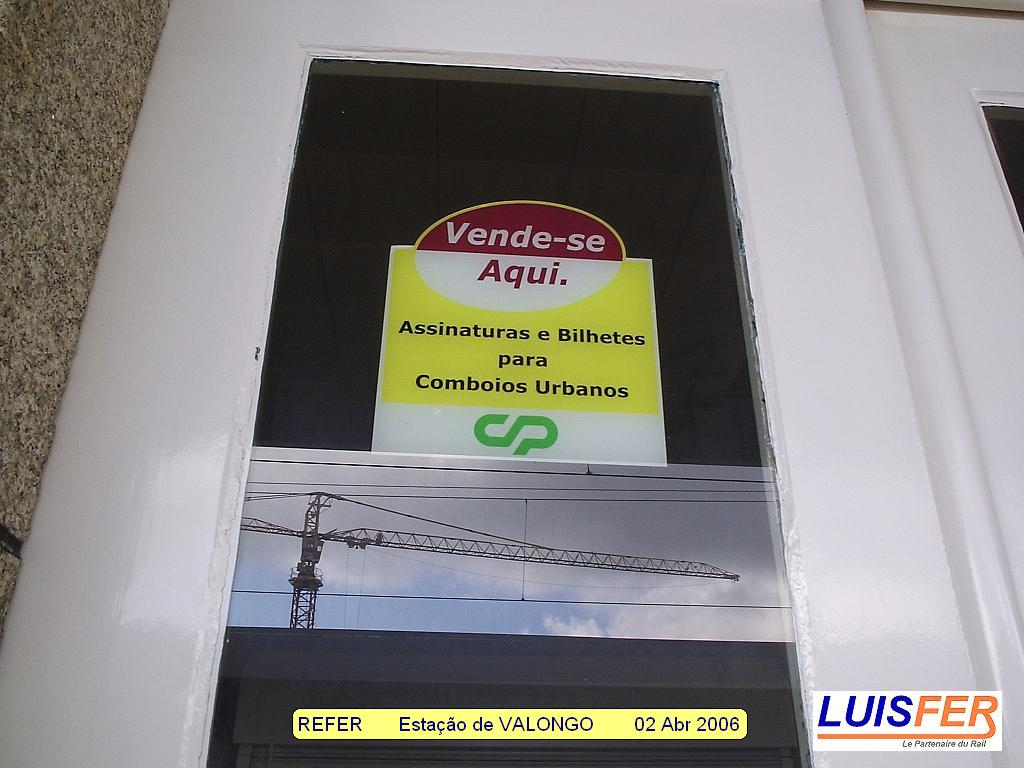 Vende-se
Aqui.
Assinaturas e Bilhetes
para
Comboios Urbanos
CP
REFER Estação de VALONGO 02 Abr 2006
LUISFER
Le Partenaire du Rail